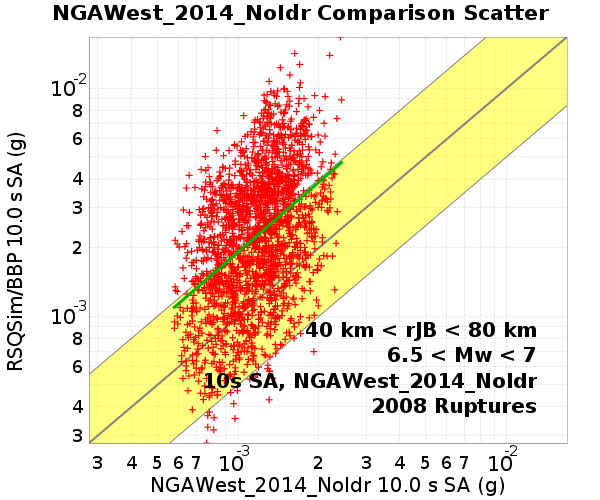 NGAWest_2014_NoIdr Comparison Scatter
RSQSim/BBP 10.0 s SA (g)
10-2
8
6
4
3
2
10-3
8
6
4
3
40 km < rJB < 80 km
6.5 < Mw < 7
10s SA, NGAWest_2014_NoIdr
2008 Ruptures
3 4 5 6 7 10-3 2 3 4 5 6 7 10-2
NGAWest_2014_NoIdr 10.0 s SA (g)